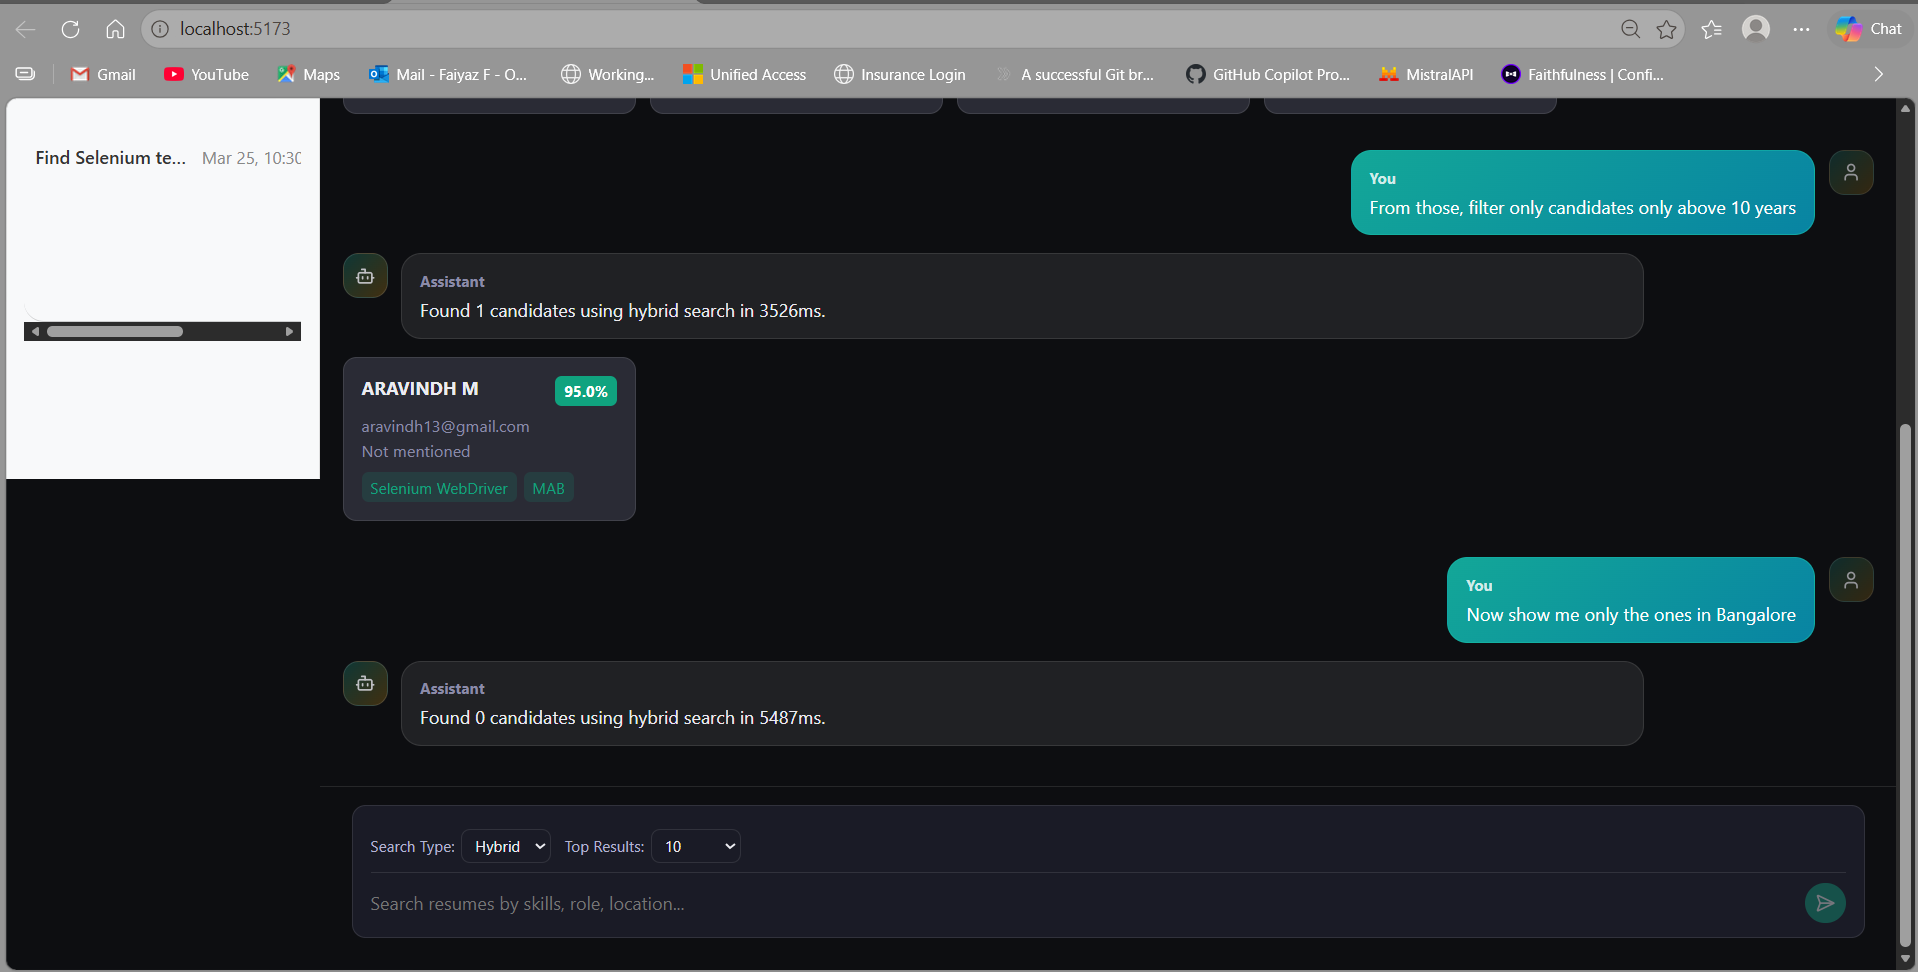 localhost:5173
Chat
Gmail
YouTube
Maps
Mail - Faiyaz F - O...
Working...
Unified Access
Insurance Login
A successful Git br...
GitHub Copilot Pro...
MistralAPI
Faithfulness | Confi...
Find Selenium te...
Mar 25, 10:30
You
From those, filter only candidates only above 10 years
Assistant
Found 1 candidates using hybrid search in 3526ms.
ARAVINDH M
95.0%
aravindh13@gmail.com
Not mentioned
Selenium WebDriver
MAB
You
Now show me only the ones in Bangalore
Assistant
Found 0 candidates using hybrid search in 5487ms.
Search Type:
Hybrid
Top Results:
10
Search resumes by skills, role, location...